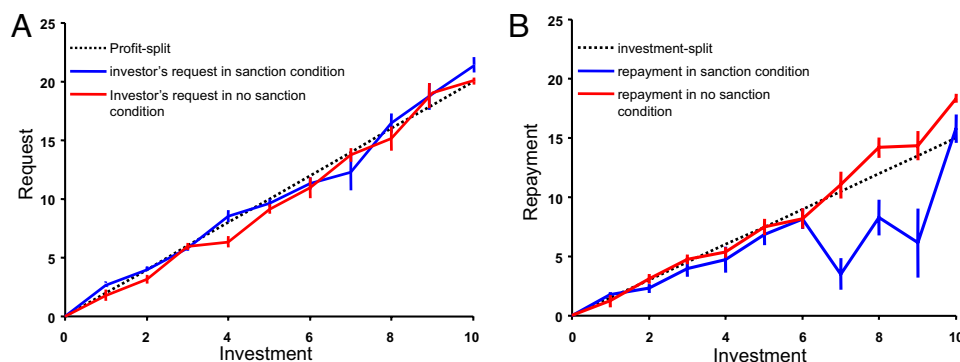 A
25
20
15
10
5
0
Request
Profit-split
investor's request in sanction condition
Investor's request in no sanction
condition
0
2
4
6
8
10
Investment
B
25
20
15
10
5
0
Repayment
investment-split
repayment in sanction condition
repayment in no sanction
condition
0
2
4
6
8
10
Investment